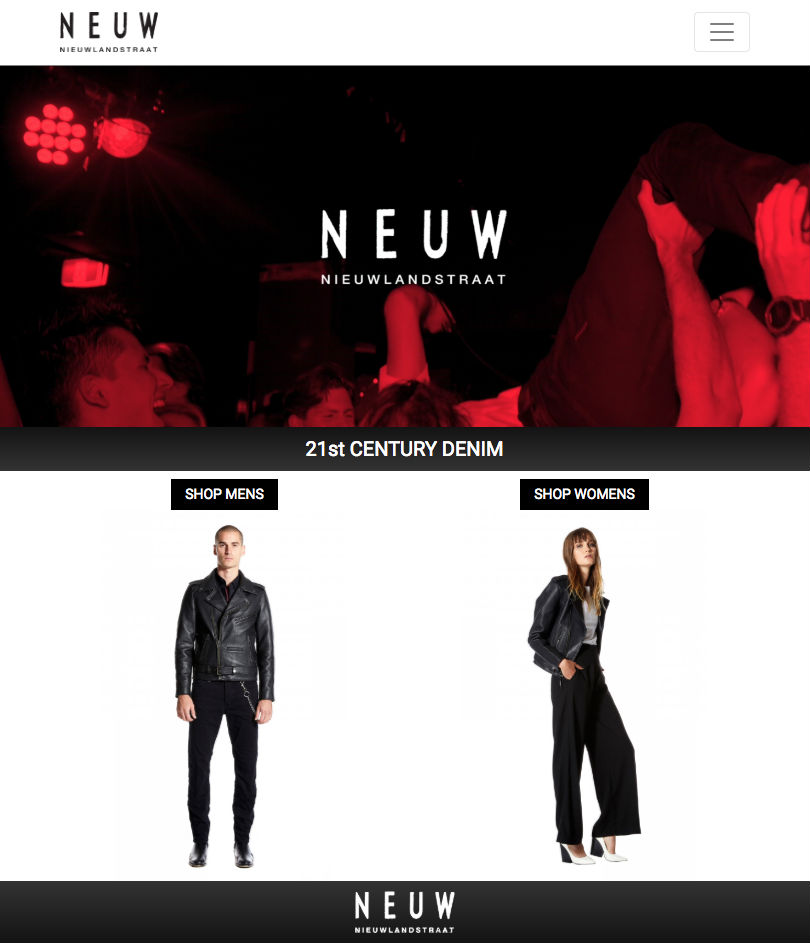 NEUW
NIEUWLANDSTRAAT
NEUW
NIEUWLANDSTRAAT
21st CENTURY DENIM
SHOP MENS
SHOP WOMENS
NEUW
NIEUWLANDSTRAAT